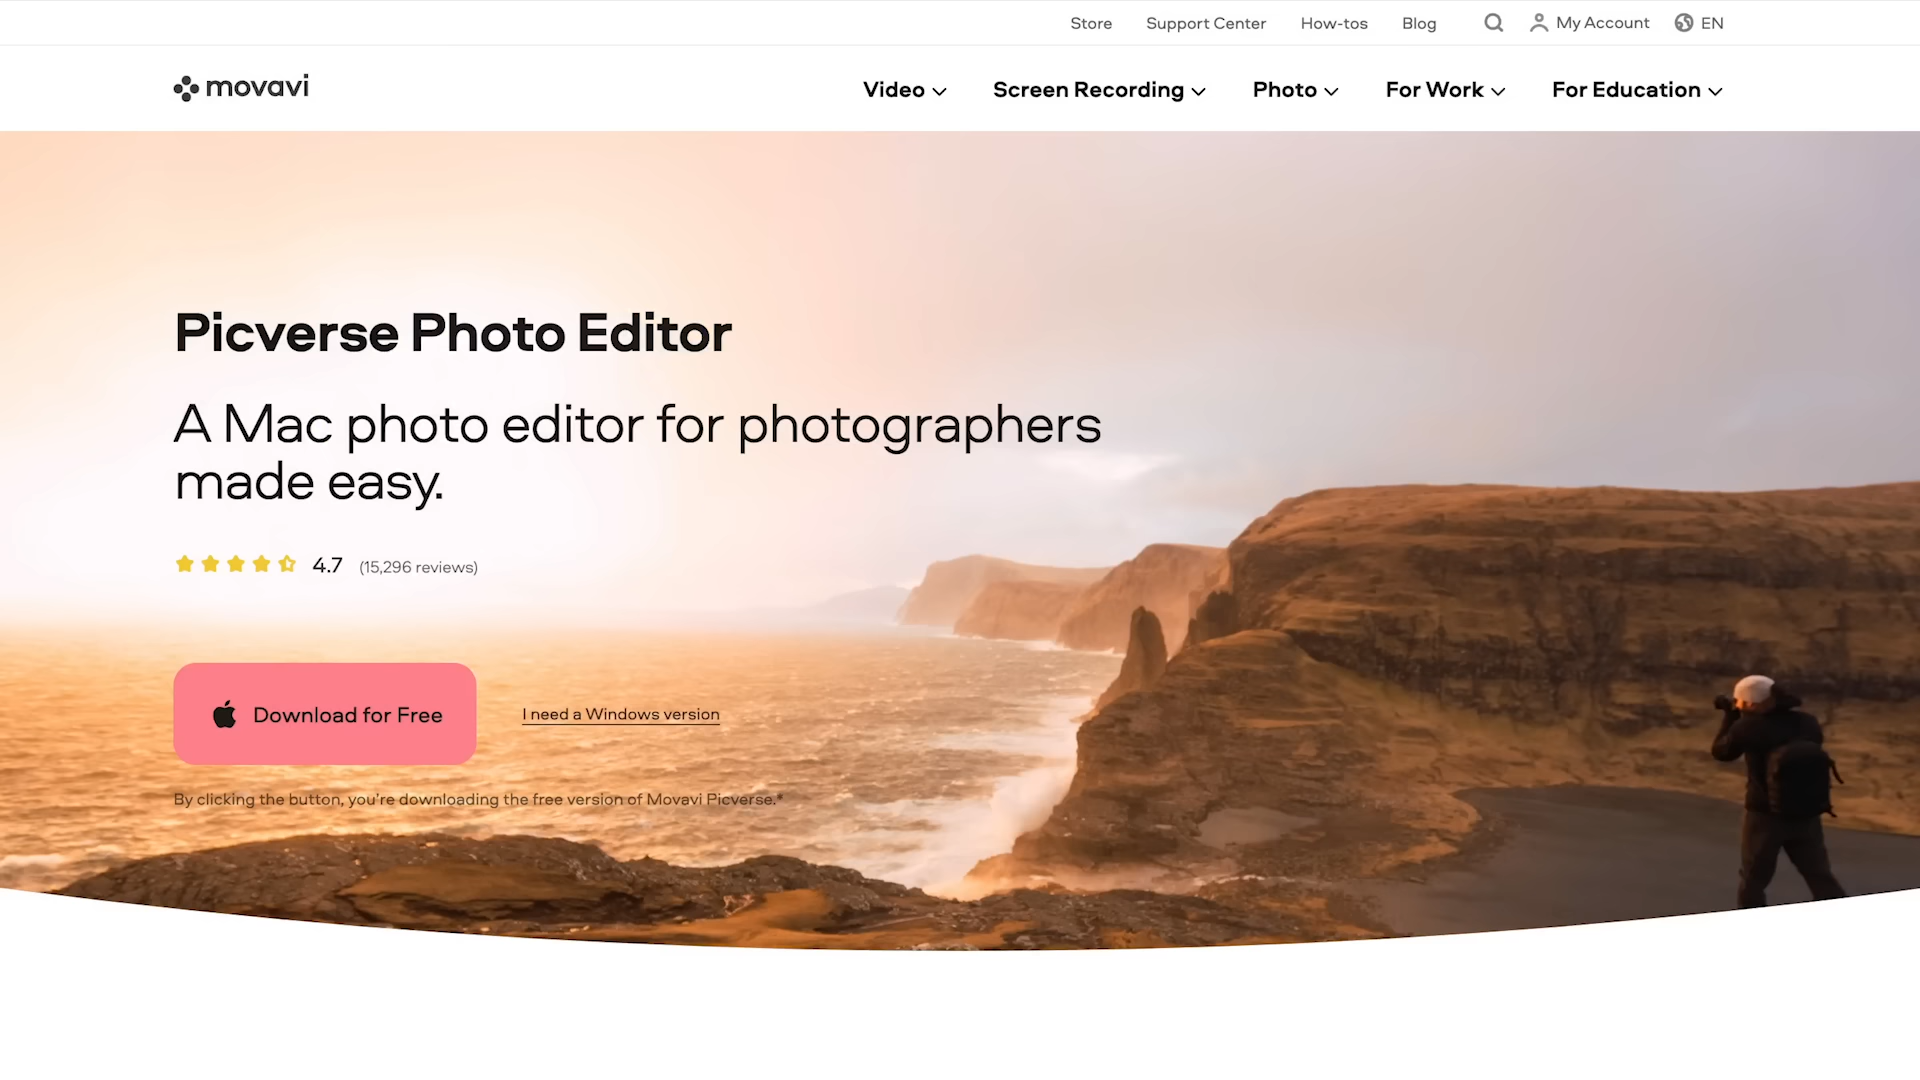 Store Support Center How-tos Blog My Account EN
movavi
Video Screen Recording Photo For Work For Education
Picverse Photo Editor
A Mac photo editor for photographers
made easy.
4.7 (15,296 reviews)
Download for Free I need a Windows version
By clicking the button, you're downloading the free version of Movavi Picverse.*